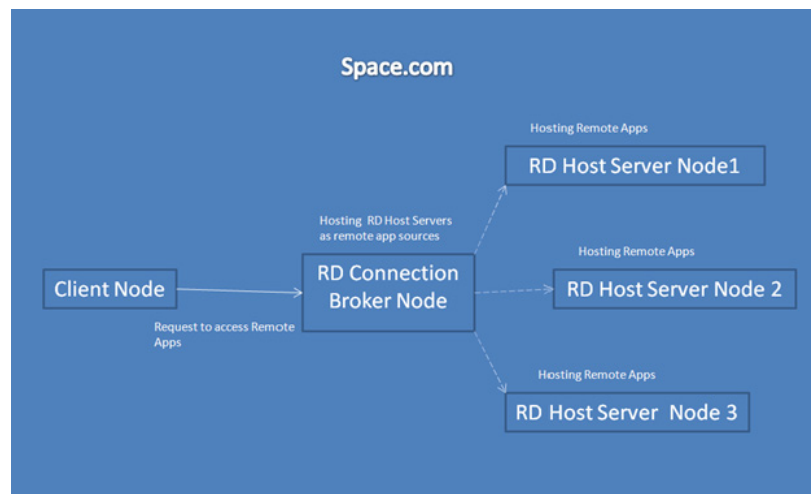 Space.com
Hosting Remote Apps
RD Host Server Node1
Hosting RD Host Servers
as remote app sources
RD Connection
Broker Node
Client Node
Request to access Remote
Apps
Hosting Remote Apps
RD Host Server Node 2
Hosting Remote Apps
RD Host Server Node 3